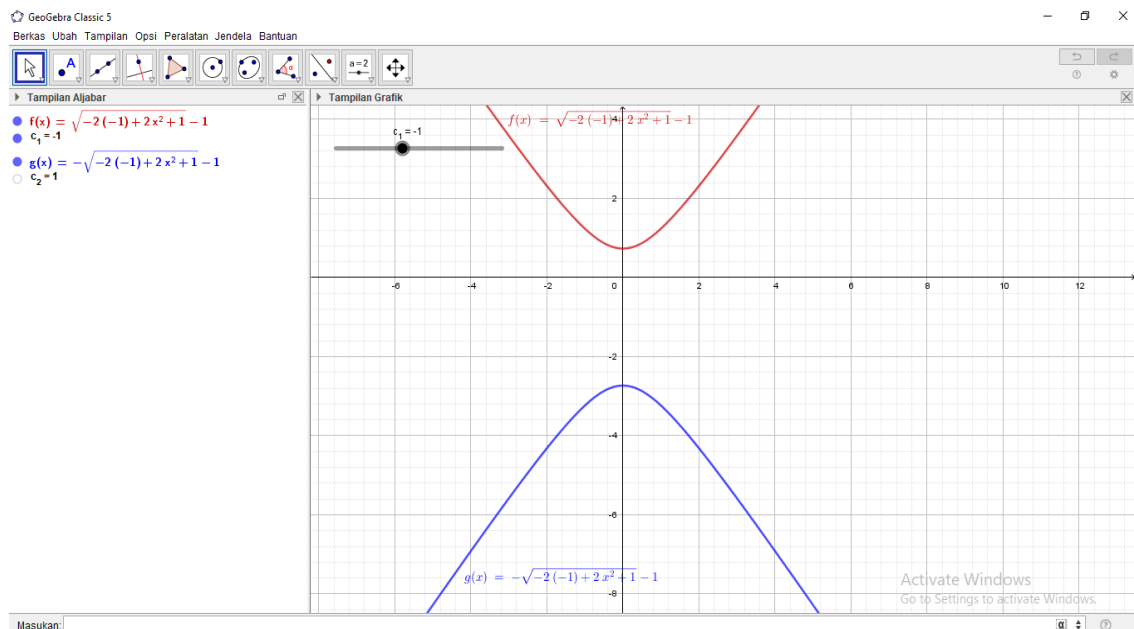 GeoGebra Classic 5
Berkas Ubah Tampilan Opsi Peralatan Jendela Bantuan
A
α
a=2
Tampilan Aljabar
f(x) = √(−2 (−1) + 2 x² + 1) − 1
c₁ = -1
g(x) = −√(−2 (−1) + 2 x² + 1) − 1
c₂ = 1
Tampilan Grafik
f(x) = √(−2 (−1) + 2 x² + 1) − 1
c₁ = -1
4
2
-6 -4 -2 0 2 4 6 8 10 12
-2
-4
-6
g(x) = −√(−2 (−1) + 2 x² + 1) − 1
-8
Activate Windows
Go to Settings to activate Windows.
Masukan:
α